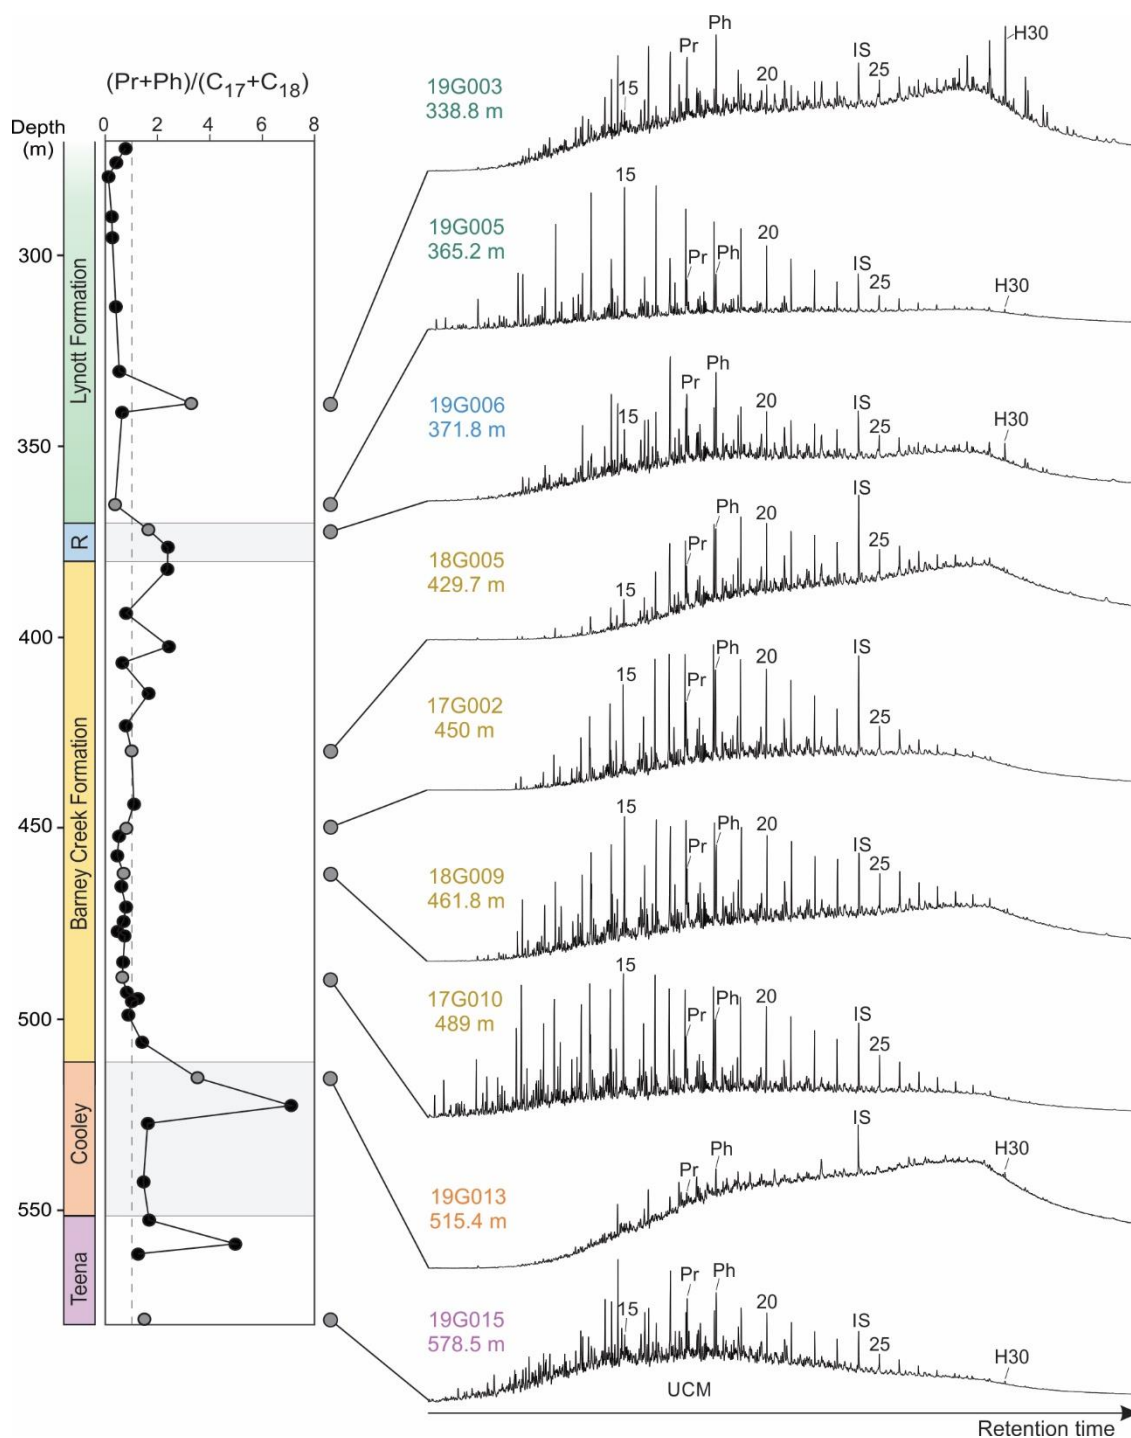 (Pr+Ph)/(C17+C18)
Depth
(m)
0 2 4 6 8
300
350
400
450
500
550
Lynott Formation
R
Barney Creek Formation
Cooley
Teena
19G003
338.8 m
15
Pr
Ph
20
IS
25
H30
19G005
365.2 m
15
Pr
Ph
20
IS
25
H30
19G006
371.8 m
15
Pr
Ph
20
IS
25
H30
18G005
429.7 m
15
Pr
Ph
20
IS
25
17G002
450 m
15
Pr
Ph
20
IS
25
18G009
461.8 m
15
Pr
Ph
20
IS
25
17G010
489 m
15
Pr
Ph
20
IS
25
19G013
515.4 m
Pr
Ph
IS
H30
19G015
578.5 m
15
Pr
Ph
20
IS
25
H30
UCM
Retention time